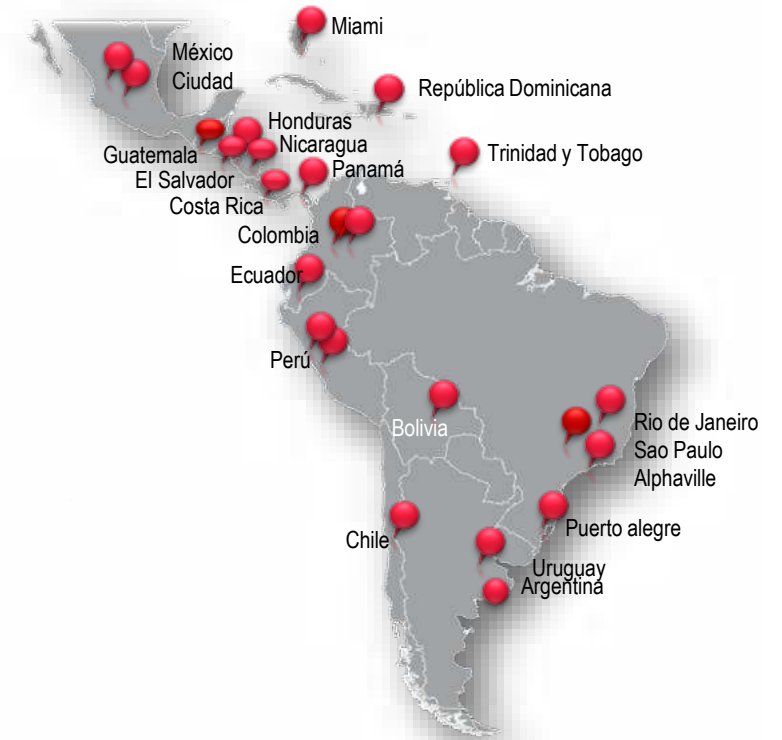 Miami
México
Ciudad
República Dominicana
Honduras
Nicaragua
Guatemala
Trinidad y Tobago
El Salvador
Panamá
Costa Rica
Colombia
Ecuador
Perú
Bolivia
Rio de Janeiro
Sao Paulo
Alphaville
Puerto alegre
Chile
Uruguay
Argentina